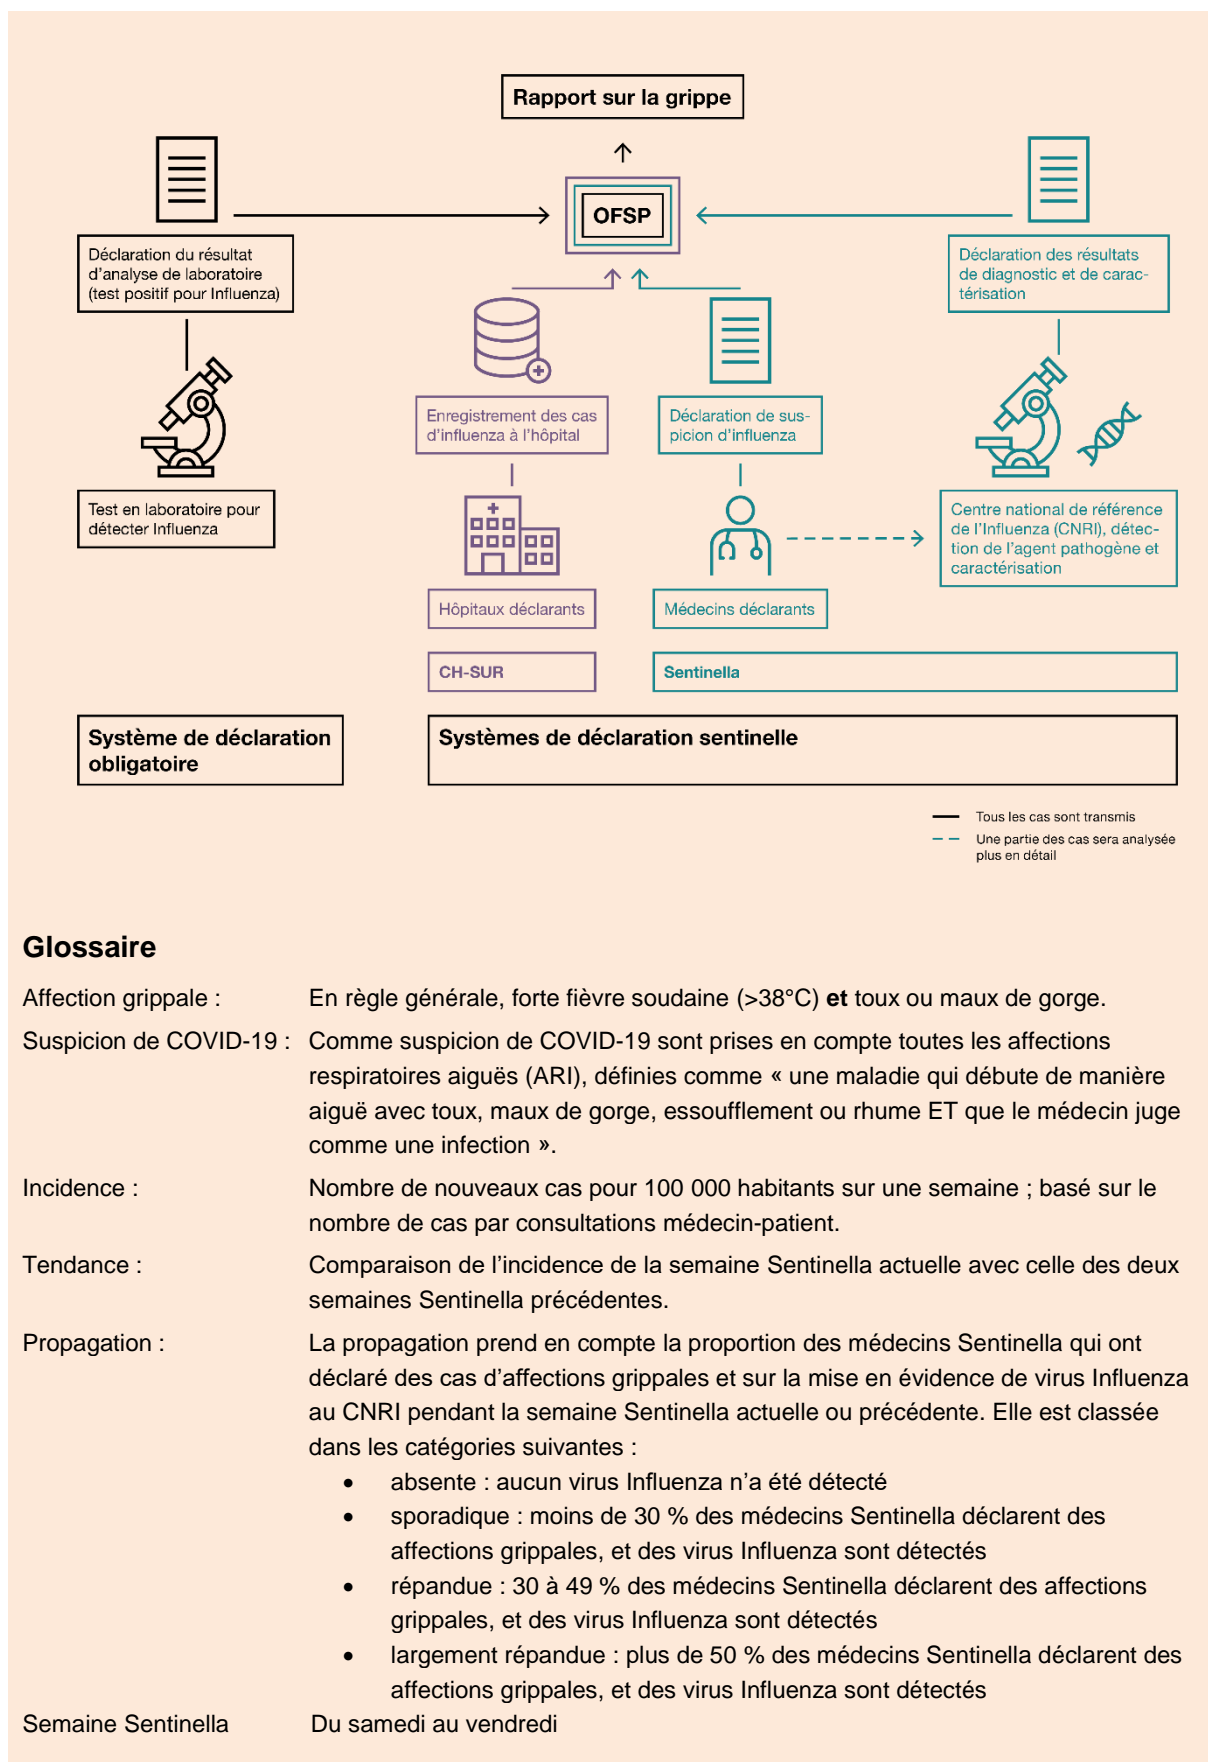 Rapport sur la grippe
OFSP
Déclaration du résultat
d’analyse de laboratoire
(test positif pour Influenza)
Déclaration des résultats
de diagnostic et de carac-
térisation
Enregistrement des cas
d’influenza à l’hôpital
Déclaration de sus-
picion d’influenza
Test en laboratoire pour
détecter Influenza
Centre national de référence
de l’Influenza (CNRI), détec-
tion de l’agent pathogène et
caractérisation
Hôpitaux déclarants
Médecins déclarants
CH-SUR
Sentinella
Système de déclaration
obligatoire
Systèmes de déclaration sentinelle
Tous les cas sont transmis
Une partie des cas sera analysée
plus en détail
Glossaire
Affection grippale : En règle générale, forte fièvre soudaine (>38°C) et toux ou maux de gorge.
Suspicion de COVID-19 : Comme suspicion de COVID-19 sont prises en compte toutes les affections
respiratoires aiguës (ARI), définies comme « une maladie qui débute de manière
aiguë avec toux, maux de gorge, essoufflement ou rhume ET que le médecin juge
comme une infection ».
Incidence : Nombre de nouveaux cas pour 100 000 habitants sur une semaine ; basé sur le
nombre de cas par consultations médecin-patient.
Tendance : Comparaison de l’incidence de la semaine Sentinella actuelle avec celle des deux
semaines Sentinella précédentes.
Propagation : La propagation prend en compte la proportion des médecins Sentinella qui ont
déclaré des cas d’affections grippales et sur la mise en évidence de virus Influenza
au CNRI pendant la semaine Sentinella actuelle ou précédente. Elle est classée
dans les catégories suivantes :
• absente : aucun virus Influenza n’a été détecté
• sporadique : moins de 30 % des médecins Sentinella déclarent des
affections grippales, et des virus Influenza sont détectés
• répandue : 30 à 49 % des médecins Sentinella déclarent des affections
grippales, et des virus Influenza sont détectés
• largement répandue : plus de 50 % des médecins Sentinella déclarent des
affections grippales, et des virus Influenza sont détectés
Semaine Sentinella Du samedi au vendredi